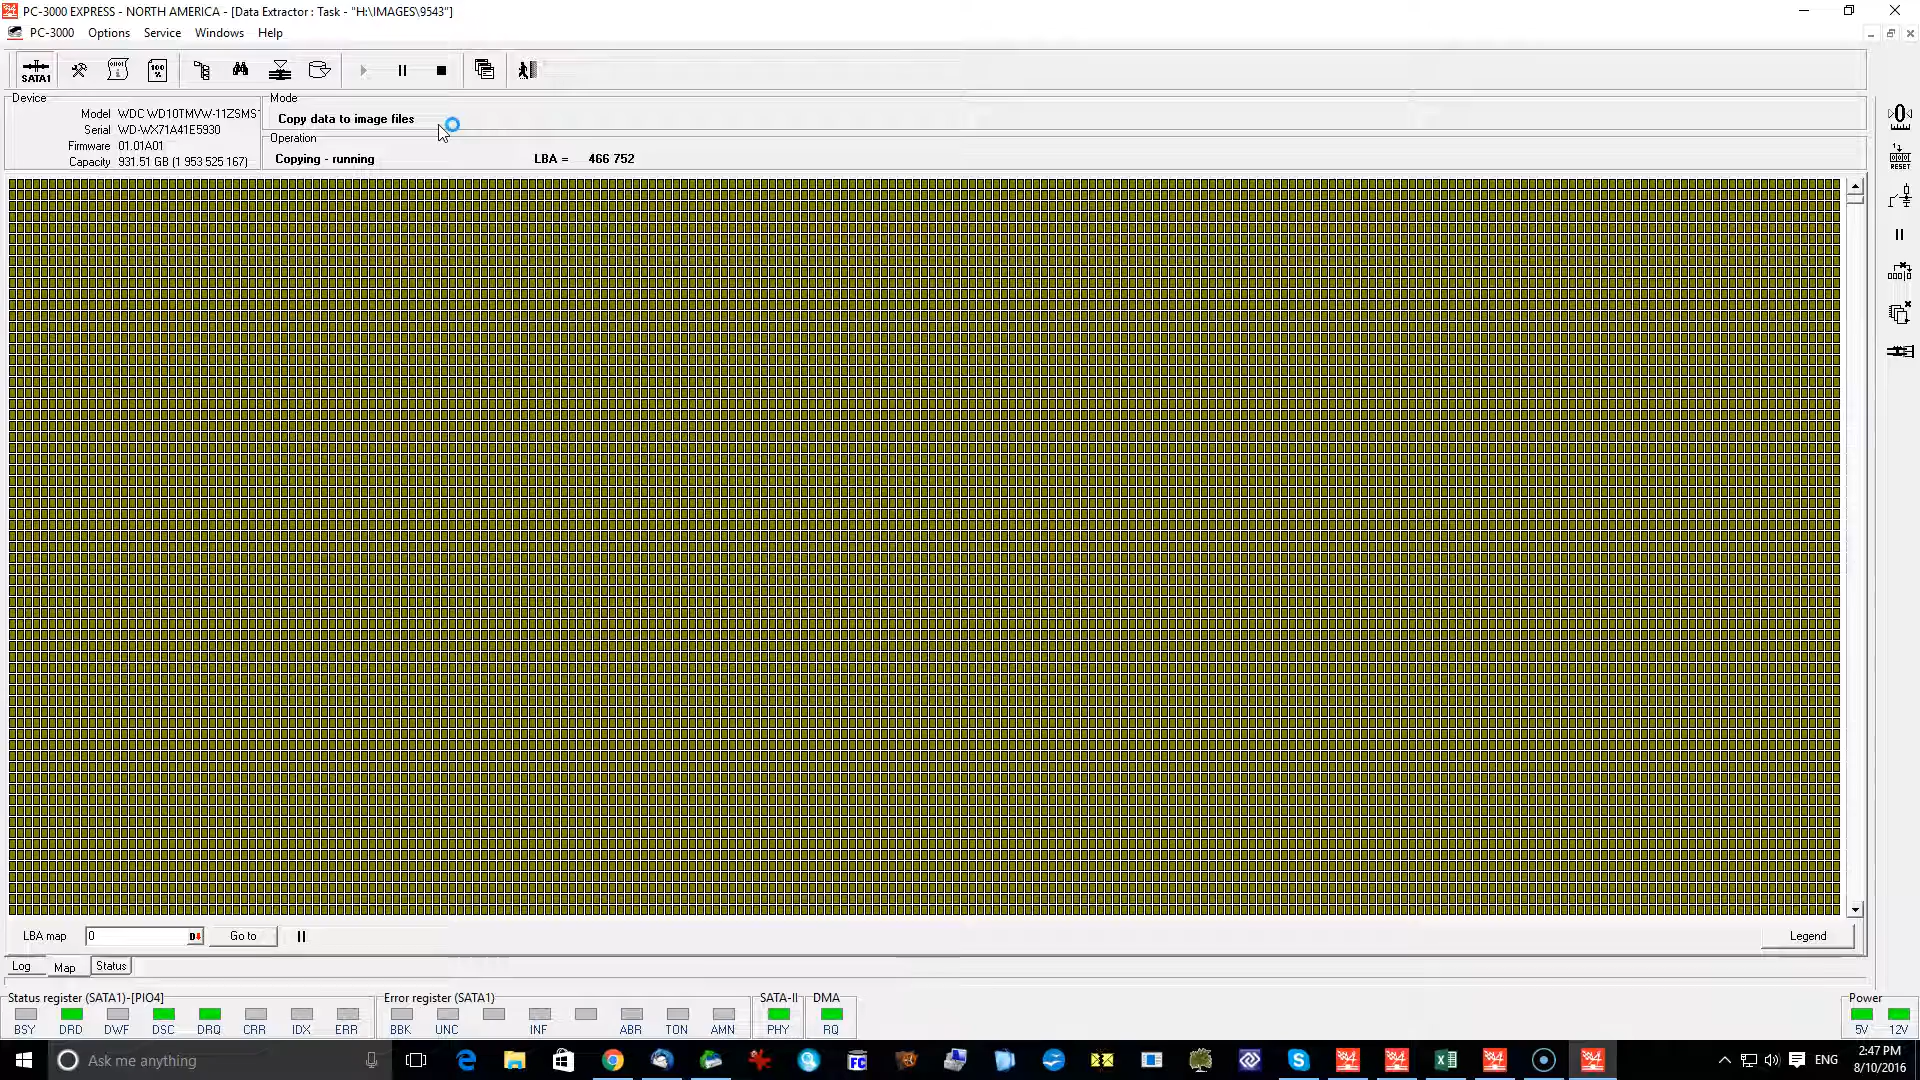 PC-3000 EXPRESS - NORTH AMERICA - [Data Extractor : Task - "H:\IMAGES\9543"]
PC-3000 Options Service Windows Help
SATA1
Device
Model WDC WD10TMVW-11ZSMS
Serial WD-WX71A41E5930
Firmware 01.01A01
Capacity 931.51 GB (1 953 525 167)
Mode
Copy data to image files
Operation
Copying - running LBA = 466 752
RESET
LBA map 0 Go to Legend
Log Map Status
Status register (SATA1)-[PIO4] Error register (SATA1) SATA-II DMA Power
BSY DRD DWF DSC DRQ CRR IDX ERR BBK UNC INF ABR TON AMN PHY RQ 5V 12V
Ask me anything ENG 2:47 PM
8/10/2016